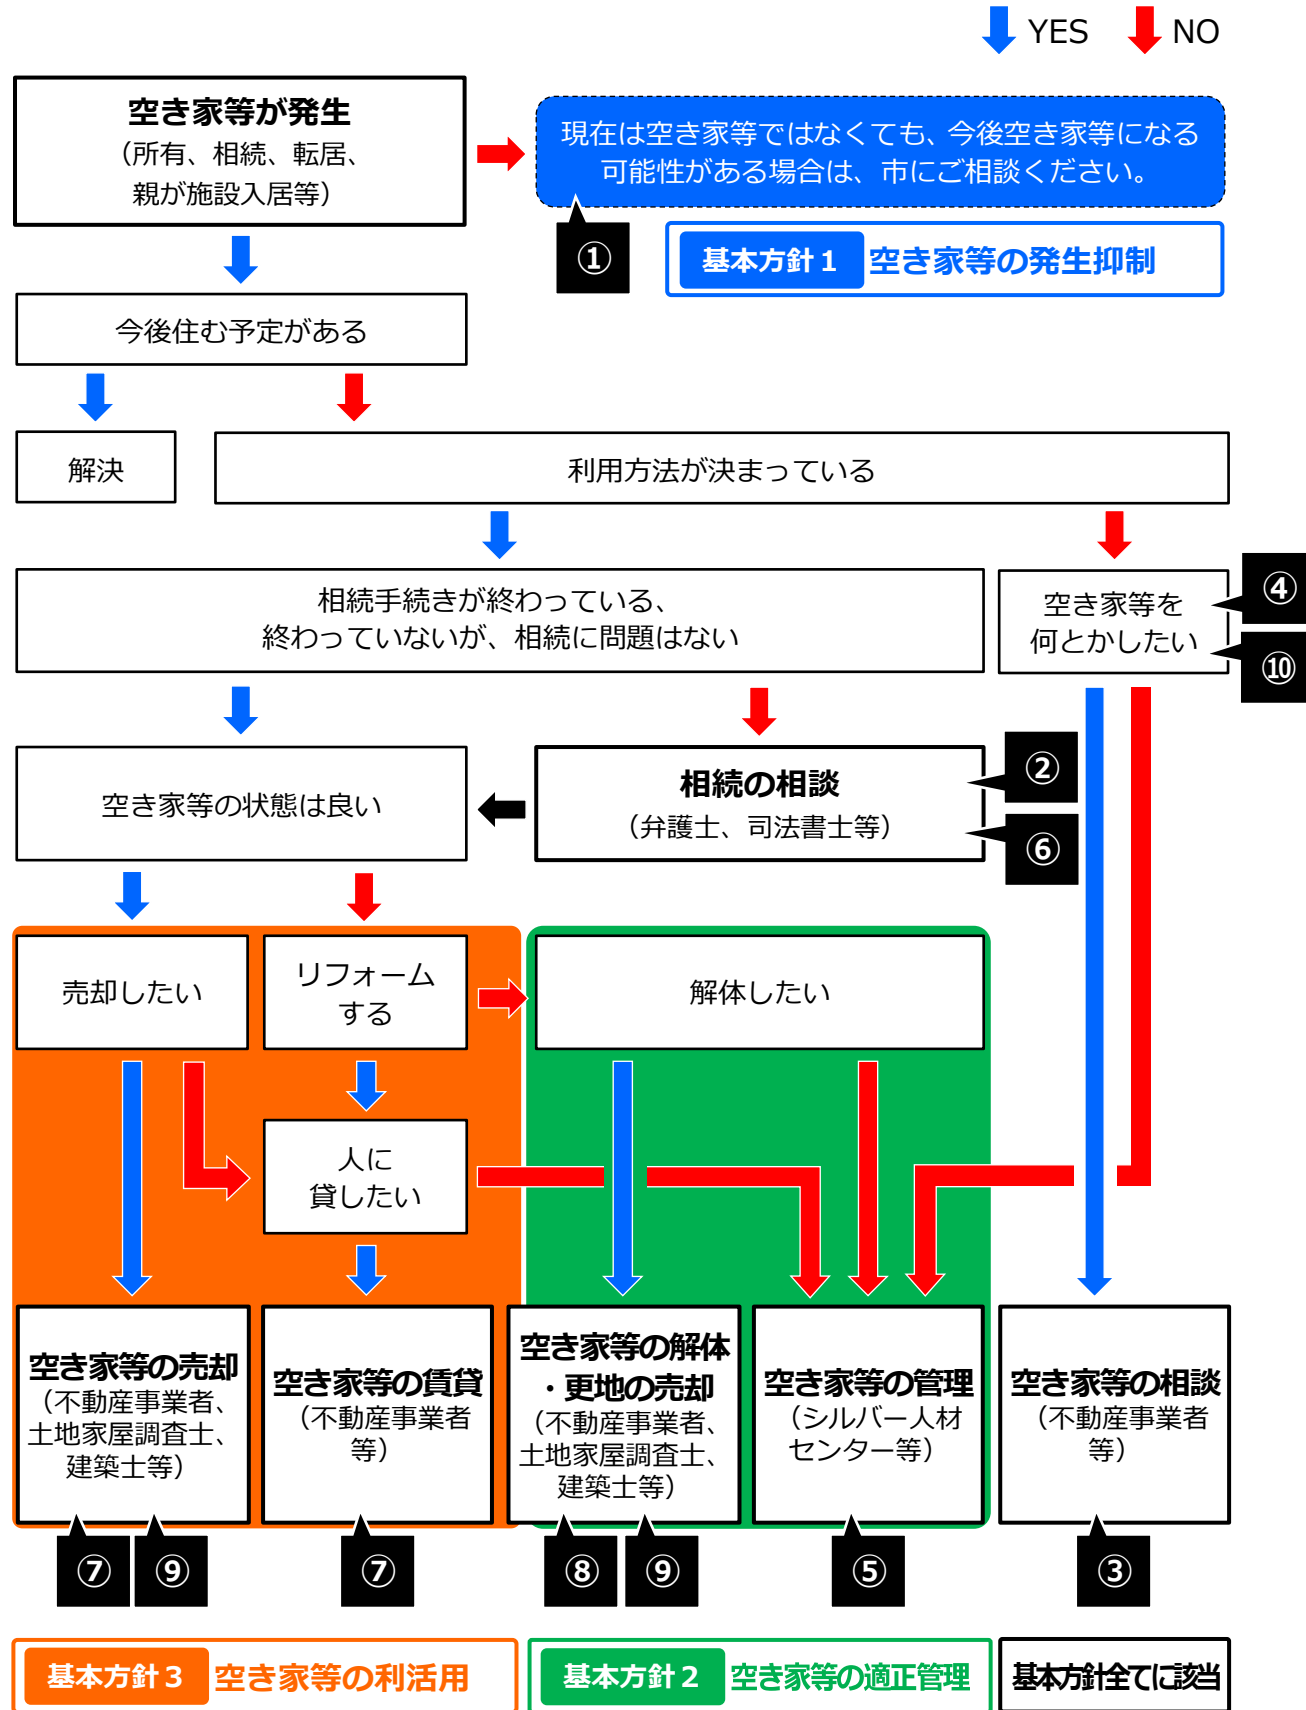 YES
NO
空き家等が発生
（所有、相続、転居、
親が施設入居等）
現在は空き家等ではなくても、今後空き家等になる
可能性がある場合は、市にご相談ください。
①
基本方針１ 空き家等の発生抑制
今後住む予定がある
解決
利用方法が決まっている
相続手続きが終わっている、
終わっていないが、相続に問題はない
空き家等を
何とかしたい
④
⑩
空き家等の状態は良い
相続の相談
（弁護士、司法書士等）
②
⑥
売却したい
リフォーム
する
解体したい
人に
貸したい
空き家等の売却
（不動産事業者、
土地家屋調査士、
建築士等）
空き家等の賃貸
（不動産事業者
等）
空き家等の解体
・更地の売却
（不動産事業者、
土地家屋調査士、
建築士等）
空き家等の管理
（シルバー人材
センター等）
空き家等の相談
（不動産事業者
等）
⑦
⑨
⑦
⑧
⑨
⑤
③
基本方針３ 空き家等の利活用
基本方針２ 空き家等の適正管理
基本方針全てに該当